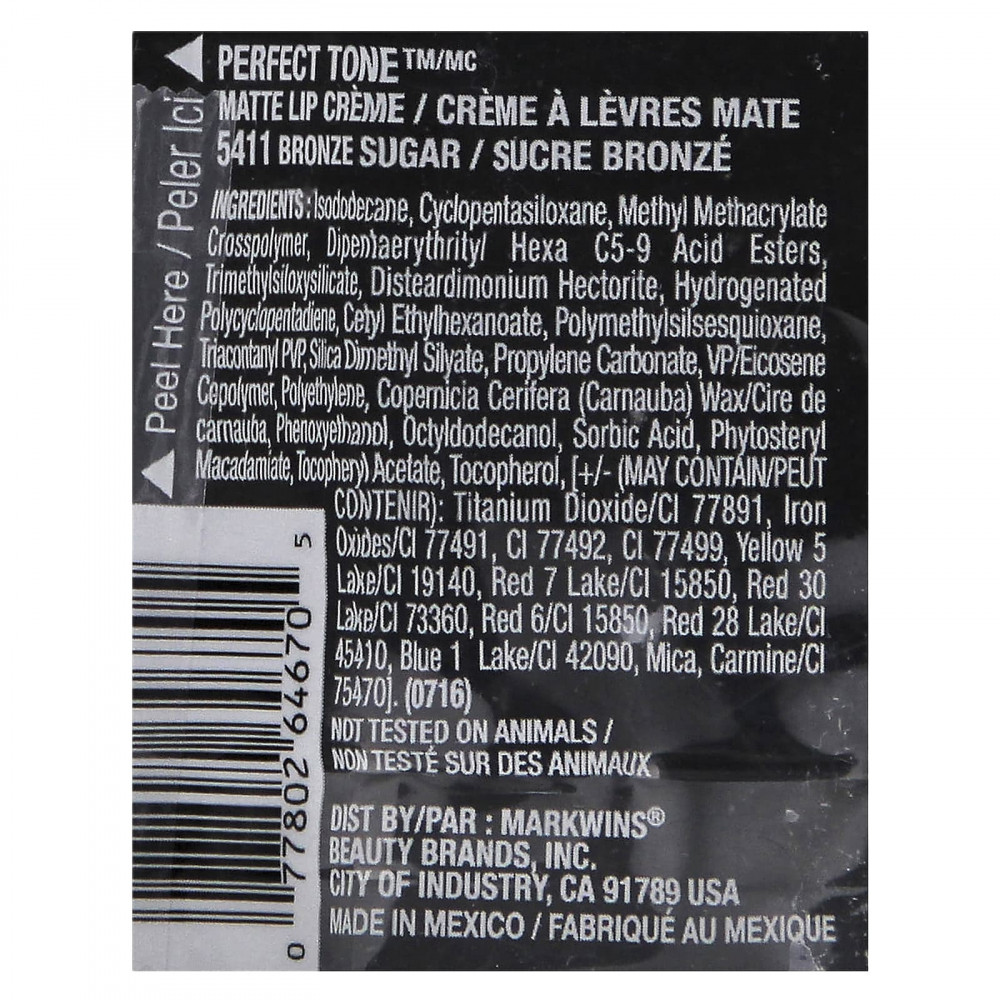 PERFECT TONE™/MC
MATTE LIP CRÈME / CRÈME À LÈVRES MATE
5411 BRONZE SUGAR / SUCRE BRONZÉ
INGREDIENTS: Isododecane, Cyclopentasiloxane, Methyl Methacrylate
Crosspolymer, Dipentaerythrityl Hexa C5-9 Acid Esters,
Trimethylsiloxysilicate, Disteardimonium Hectorite, Hydrogenated
Polycyclopentadiene, Cetyl Ethylhexanoate, Polymethylsilsesquioxane,
Triacontanyl PVP, Silica Dimethyl Silyate, Propylene Carbonate, VP/Eicosene
Copolymer, Polyethylene, Copernicia Cerifera (Carnauba) Wax/Cire de
carnauba, Phenoxyethanol, Octyldodecanol, Sorbic Acid, Phytosteryl
Macadamiate, Tocopheryl Acetate, Tocopherol, [+/- (MAY CONTAIN/PEUT
CONTENIR): Titanium Dioxide/CI 77891, Iron
Oxides/CI 77491, CI 77492, CI 77499, Yellow 5
Lake/CI 19140, Red 7 Lake/CI 15850, Red 30
Lake/CI 73360, Red 6/CI 15850, Red 28 Lake/CI
45410, Blue 1 Lake/CI 42090, Mica, Carmine/CI
75470]. (0716)
NOT TESTED ON ANIMALS /
NON TESTÉ SUR DES ANIMAUX
DIST BY/PAR : MARKWINS®
BEAUTY BRANDS, INC.
CITY OF INDUSTRY, CA 91789 USA
MADE IN MEXICO / FABRIQUÉ AU MEXIQUE
Peel Here / Peler Ici
0 77802 64670 5